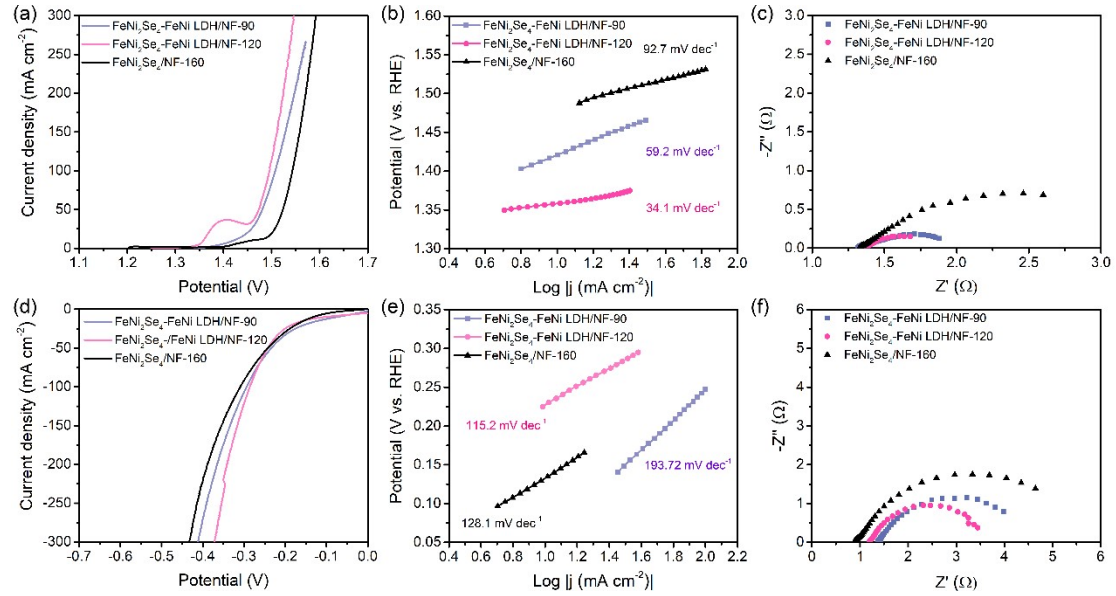 (a)
FeNi₂Se₄-FeNi LDH/NF-90
FeNi₂Se₄-FeNi LDH/NF-120
FeNi₂Se₄/NF-160
300
250
200
150
100
50
0
Current density (mA cm⁻²)
1.1 1.2 1.3 1.4 1.5 1.6 1.7
Potential (V)
(b)
FeNi₂Se₄-FeNi LDH/NF-90
FeNi₂Se₄-FeNi LDH/NF-120
FeNi₂Se₄/NF-160
92.7 mV dec⁻¹
59.2 mV dec⁻¹
34.1 mV dec⁻¹
1.60
1.55
1.50
1.45
1.40
1.35
1.30
Potential (V vs. RHE)
0.4 0.6 0.8 1.0 1.2 1.4 1.6 1.8 2.0
Log |j (mA cm⁻²)|
(c)
FeNi₂Se₄-FeNi LDH/NF-90
FeNi₂Se₄-FeNi LDH/NF-120
FeNi₂Se₄/NF-160
3.0
2.5
2.0
1.5
1.0
0.5
0.0
-Z'' (Ω)
1.0 1.5 2.0 2.5 3.0
Z' (Ω)
(d)
FeNi₂Se₄-FeNi LDH/NF-90
FeNi₂Se₄-/FeNi LDH/NF-120
FeNi₂Se₄/NF-160
0
-50
-100
-150
-200
-250
-300
Current density (mA cm⁻²)
-0.7 -0.6 -0.5 -0.4 -0.3 -0.2 -0.1 0.0
Potential (V)
(e)
FeNi₂Se₄-FeNi LDH/NF-90
FeNi₂Se₄-FeNi LDH/NF-120
FeNi₂Se₄/NF-160
115.2 mV dec⁻¹
193.72 mV dec⁻¹
128.1 mV dec⁻¹
0.35
0.30
0.25
0.20
0.15
0.10
0.05
Potential (V vs. RHE)
0.4 0.6 0.8 1.0 1.2 1.4 1.6 1.8 2.0 2.2
Log |j (mA cm⁻²)|
(f)
FeNi₂Se₄-FeNi LDH/NF-90
FeNi₂Se₄-FeNi LDH/NF-120
FeNi₂Se₄/NF-160
6
5
4
3
2
1
0
-Z'' (Ω)
0 1 2 3 4 5 6
Z' (Ω)